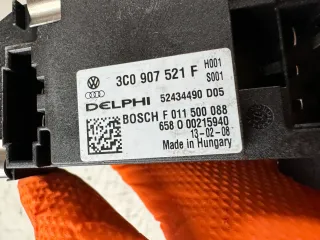 3C0 907 521 F H001
S001
DELPHI 52434490 D05
BOSCH F 011 500 088
658 O 00215940
13-02-08
Made in Hungary